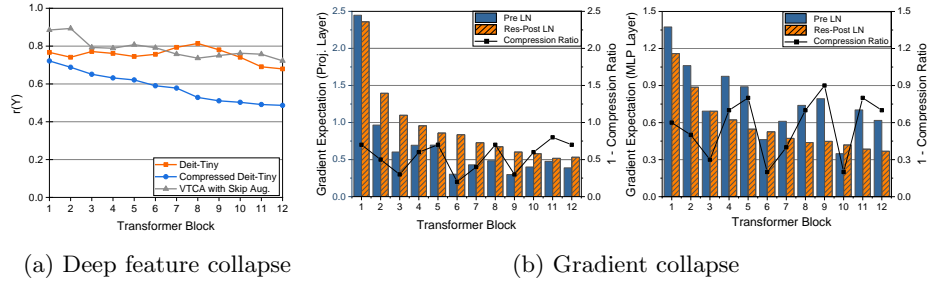 1.0
0.8
0.6
0.4
0.2
0.0
r(Y)
Deit-Tiny
Compressed Deit-Tiny
VTCA with Skip Aug.
1 2 3 4 5 6 7 8 9 10 11 12
Transformer Block
(a) Deep feature collapse
2.5
2.0
1.5
1.0
0.5
0.0
Gradient Expectation (Proj. Layer)
Pre LN
Res-Post LN
Compression Ratio
2.5
2.0
1.5
1.0
0.5
0.0
1 - Compression Ratio
1 2 3 4 5 6 7 8 9 10 11 12
Transformer Block
1.5
1.2
0.9
0.6
0.3
0.0
Gradient Expectation (MLP Layer)
Pre LN
Res-Post LN
Compression Ratio
1.5
1.2
0.9
0.6
0.3
0.0
1 - Compression Ratio
1 2 3 4 5 6 7 8 9 10 11 12
Transformer Block
(b) Gradient collapse